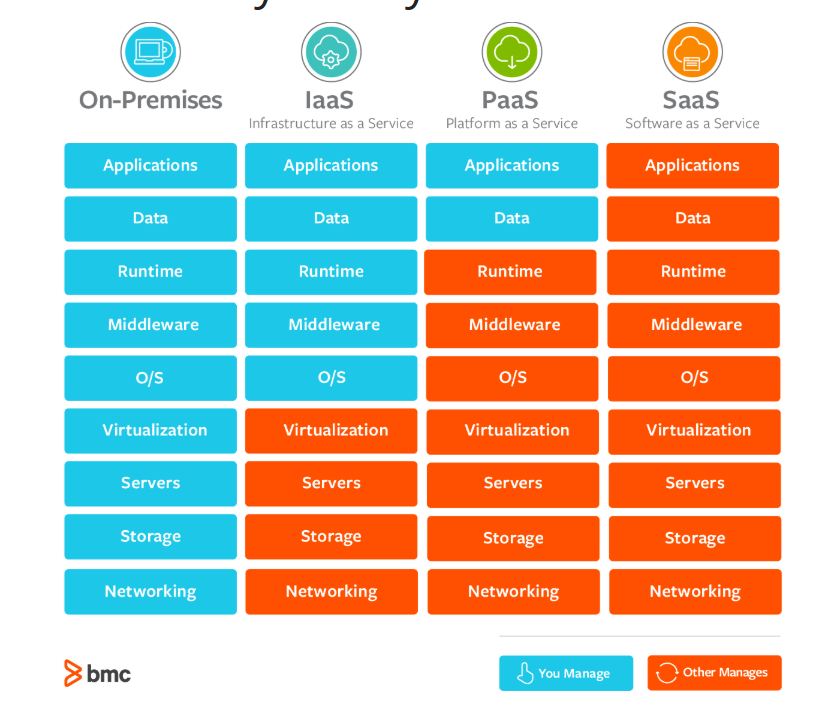 On-Premises IaaS PaaS SaaS
Infrastructure as a Service Platform as a Service Software as a Service
Applications Applications Applications Applications
Data Data Data Data
Runtime Runtime Runtime Runtime
Middleware Middleware Middleware Middleware
O/S O/S O/S O/S
Virtualization Virtualization Virtualization Virtualization
Servers Servers Servers Servers
Storage Storage Storage Storage
Networking Networking Networking Networking
bmc You Manage Other Manages